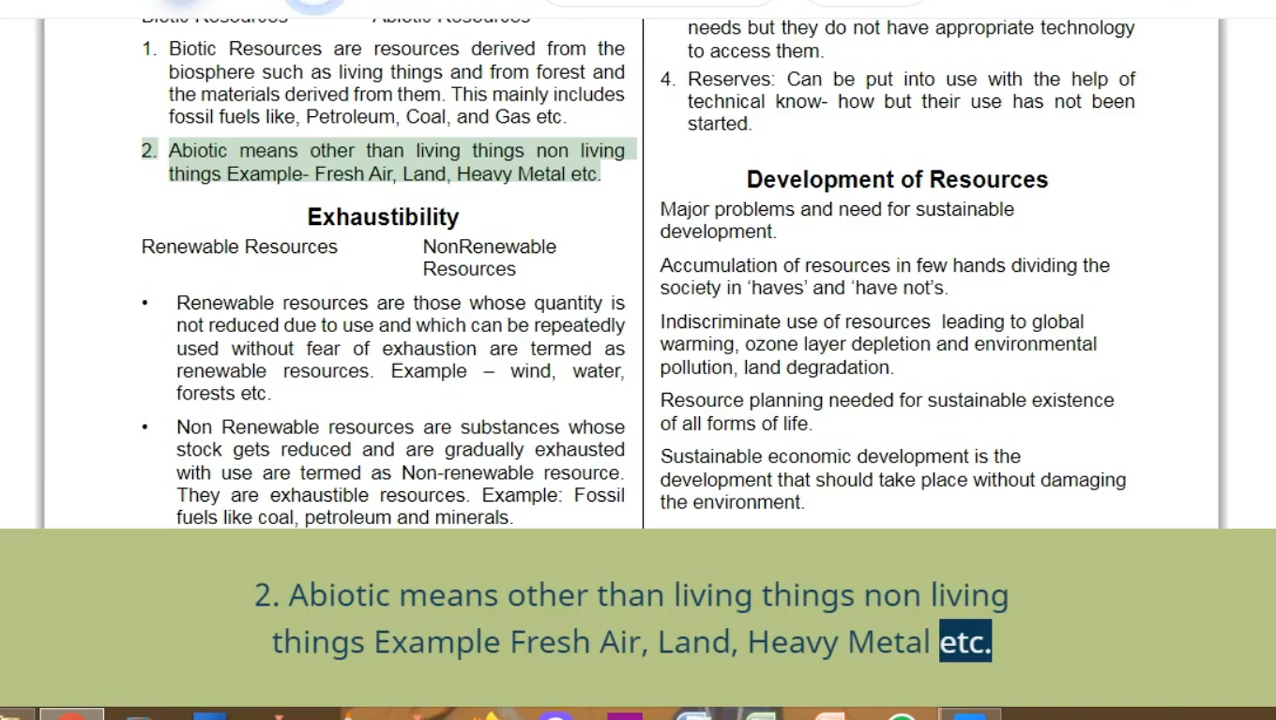 Biotic Resources Abiotic Resources
1. Biotic Resources are resources derived from the
biosphere such as living things and from forest and
the materials derived from them. This mainly includes
fossil fuels like, Petroleum, Coal, and Gas etc.
2. Abiotic means other than living things non living
things Example- Fresh Air, Land, Heavy Metal etc.
Exhaustibility
Renewable Resources NonRenewable
Resources
• Renewable resources are those whose quantity is
not reduced due to use and which can be repeatedly
used without fear of exhaustion are termed as
renewable resources. Example – wind, water,
forests etc.
• Non Renewable resources are substances whose
stock gets reduced and are gradually exhausted
with use are termed as Non-renewable resource.
They are exhaustible resources. Example: Fossil
fuels like coal, petroleum and minerals.
needs but they do not have appropriate technology
to access them.
4. Reserves: Can be put into use with the help of
technical know- how but their use has not been
started.
Development of Resources
Major problems and need for sustainable
development.
Accumulation of resources in few hands dividing the
society in ‘haves’ and ‘have not’s.
Indiscriminate use of resources leading to global
warming, ozone layer depletion and environmental
pollution, land degradation.
Resource planning needed for sustainable existence
of all forms of life.
Sustainable economic development is the
development that should take place without damaging
the environment.
2. Abiotic means other than living things non living
things Example Fresh Air, Land, Heavy Metal etc.